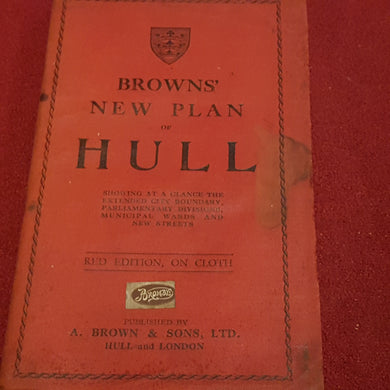 BROWNS'
NEW PLAN
OF
HULL
SHOWING AT A GLANCE THE
EXTENDED CITY BOUNDARY,
PARLIAMENTARY DIVISIONS,
MUNICIPAL WARDS AND
NEW STREETS
RED EDITION, ON CLOTH
PUBLISHED BY
A. BROWN & SONS, LTD.
HULL and LONDON